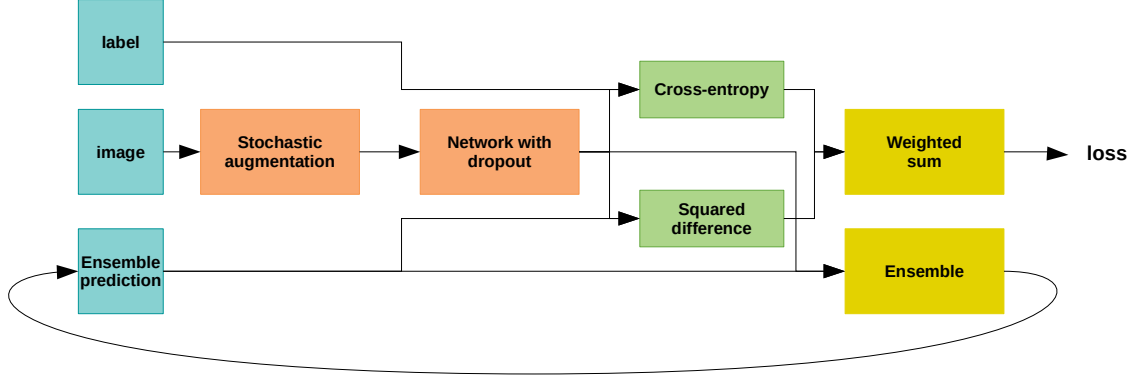 label
Cross-entropy
image
Stochastic
augmentation
Network with
dropout
Weighted
sum
loss
Squared
difference
Ensemble
prediction
Ensemble